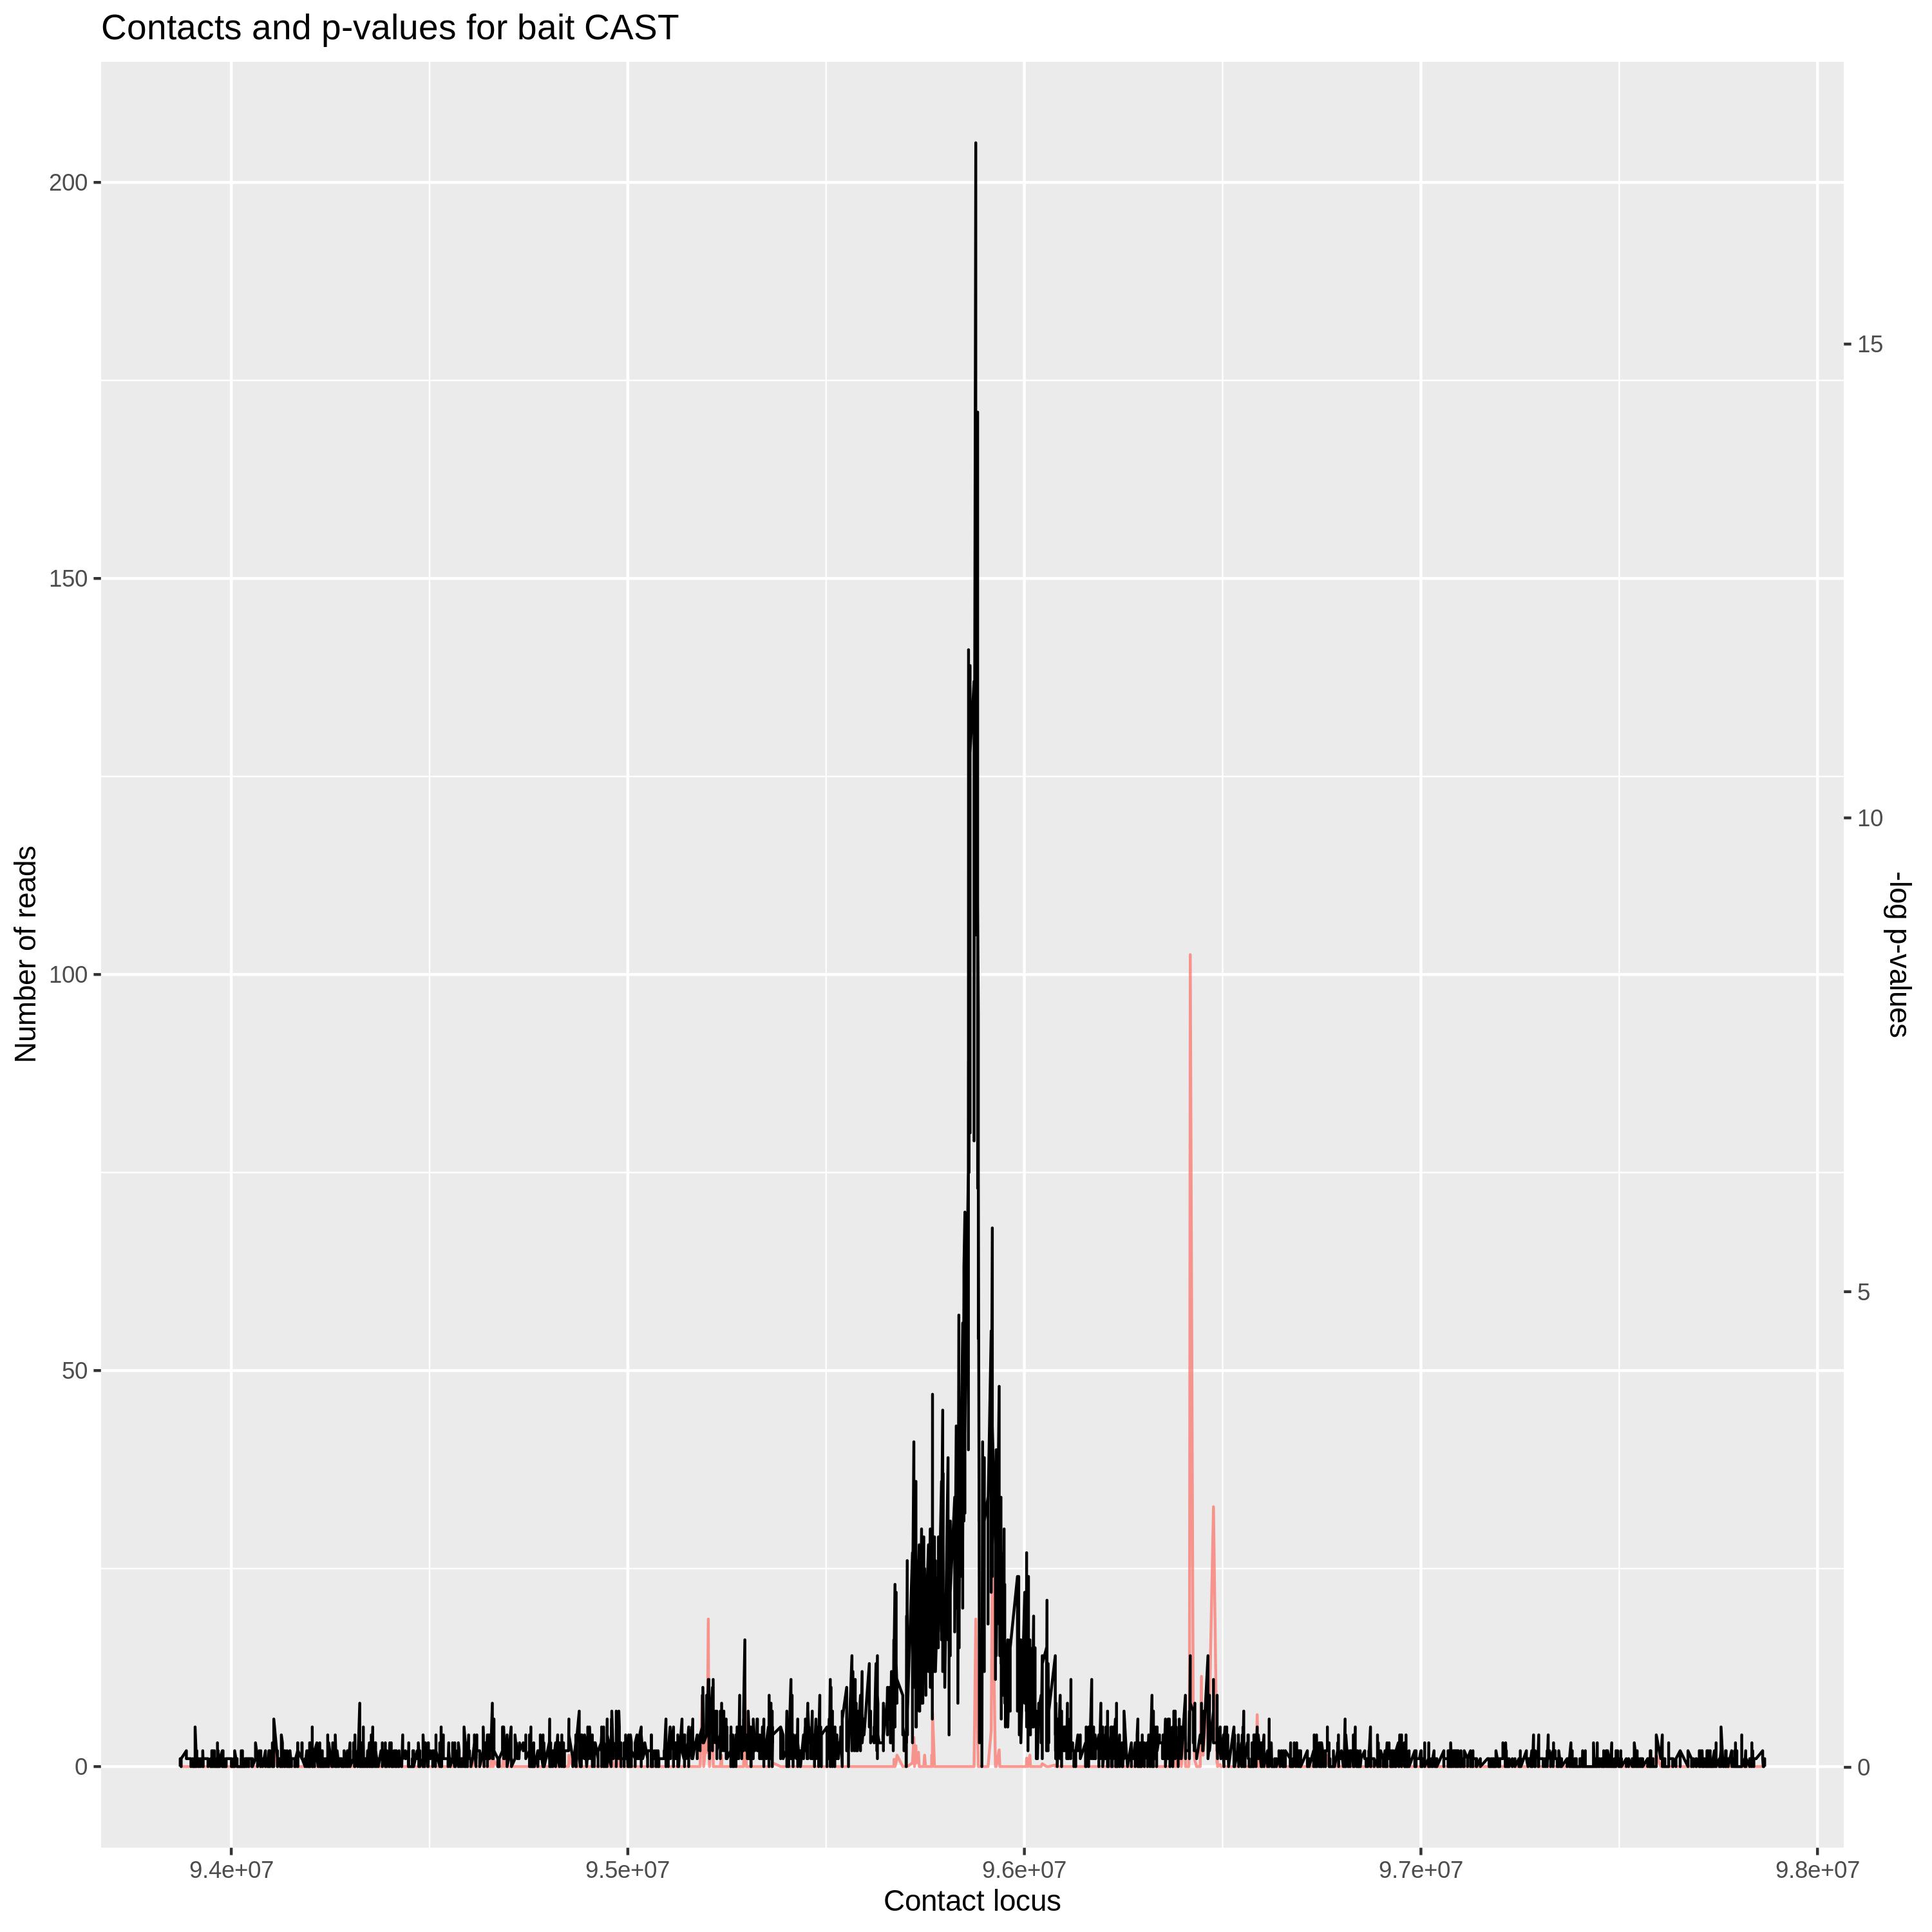 Contacts and p-values for bait CAST
200
150
100
50
0
Number of reads
15
10
5
0
-log p-values
9.4e+07
9.5e+07
9.6e+07
9.7e+07
9.8e+07
Contact locus